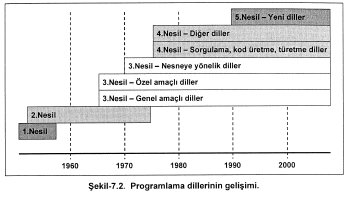 5.Nesil – Yeni diller
4.Nesil – Diğer diller
4.Nesil – Sorgulama, kod üretme, türetme diller
3.Nesil – Nesneye yönelik diller
3.Nesil – Özel amaçlı diller
3.Nesil – Genel amaçlı diller
2.Nesil
1.Nesil
1960 1970 1980 1990 2000
Şekil-7.2. Programlama dillerinin gelişimi.